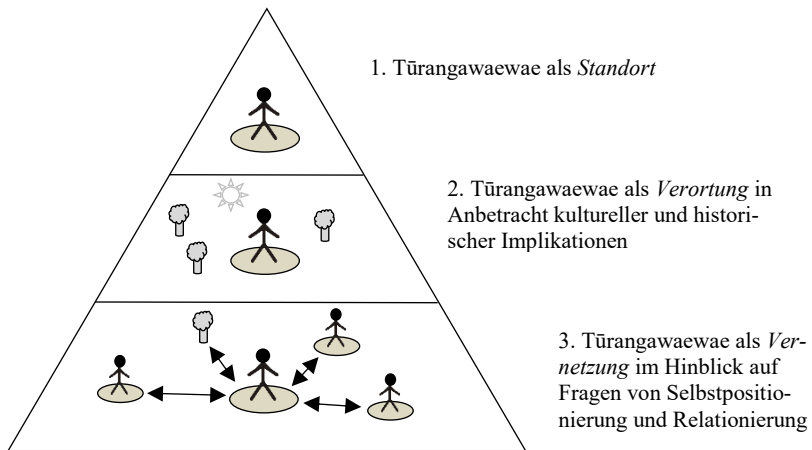 1. Tūrangawaewae als Standort
2. Tūrangawaewae als Verortung in
Anbetracht kultureller und histori-
scher Implikationen
3. Tūrangawaewae als Ver-
netzung im Hinblick auf
Fragen von Selbstpositio-
nierung und Relationierung